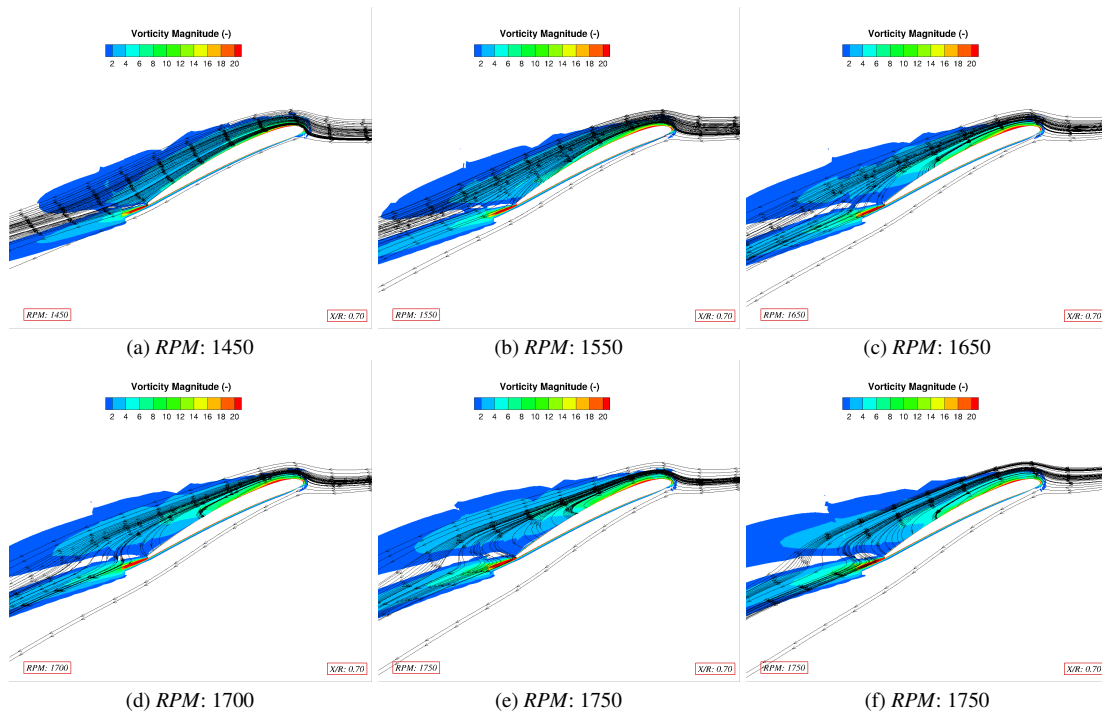 Vorticity Magnitude (-)
2 4 6 8 10 12 14 16 18 20
RPM: 1450
X/R: 0.70
(a) RPM: 1450
Vorticity Magnitude (-)
2 4 6 8 10 12 14 16 18 20
RPM: 1550
X/R: 0.70
(b) RPM: 1550
Vorticity Magnitude (-)
2 4 6 8 10 12 14 16 18 20
RPM: 1650
X/R: 0.70
(c) RPM: 1650
Vorticity Magnitude (-)
2 4 6 8 10 12 14 16 18 20
RPM: 1700
X/R: 0.70
(d) RPM: 1700
Vorticity Magnitude (-)
2 4 6 8 10 12 14 16 18 20
RPM: 1750
X/R: 0.70
(e) RPM: 1750
Vorticity Magnitude (-)
2 4 6 8 10 12 14 16 18 20
RPM: 1750
X/R: 0.70
(f) RPM: 1750